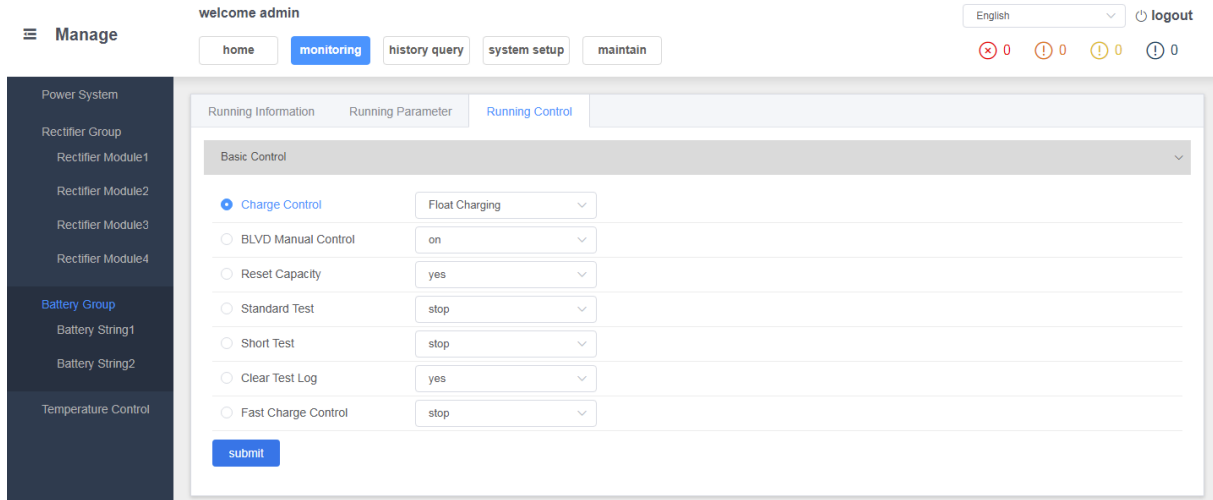 welcome admin
English
logout
Manage
home
monitoring
history query
system setup
maintain
0
0
0
0
Power System
Rectifier Group
Rectifier Module1
Rectifier Module2
Rectifier Module3
Rectifier Module4
Battery Group
Battery String1
Battery String2
Temperature Control
Running Information
Running Parameter
Running Control
Basic Control
Charge Control Float Charging
BLVD Manual Control on
Reset Capacity yes
Standard Test stop
Short Test stop
Clear Test Log yes
Fast Charge Control stop
submit